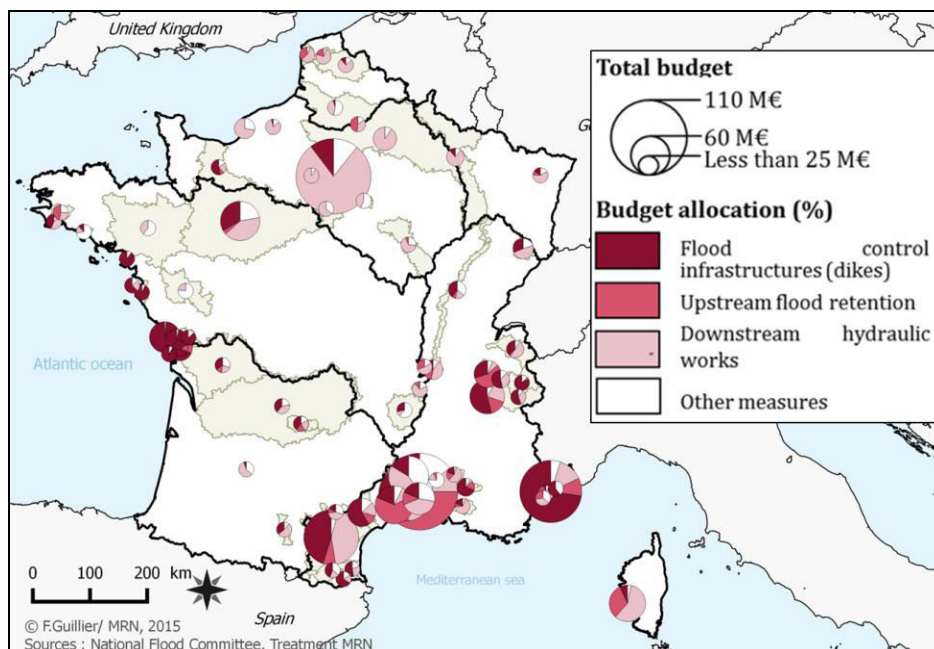 United Kingdom
Total budget
110 M€
60 M€
Less than 25 M€
Budget allocation (%)
Flood control
infrastructures (dikes)
Upstream flood retention
Downstream hydraulic
works
Other measures
Atlantic ocean
0 100 200 km
Mediterranean sea
Spain
© F.Guillier/ MRN, 2015
Sources : National Flood Committee, Treatment MRN